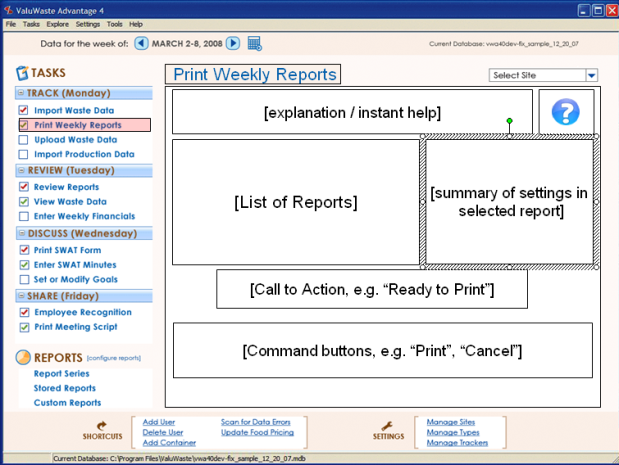 ValuWaste Advantage 4
File Tasks Explore Settings Tools Help
Data for the week of: MARCH 2-8, 2008
Current Database: vwa40dev-fix_sample_12_20_07
TASKS
TRACK (Monday)
Import Waste Data
Print Weekly Reports
Upload Waste Data
Import Production Data
REVIEW (Tuesday)
Review Reports
View Waste Data
Enter Weekly Financials
DISCUSS (Wednesday)
Print SWAT Form
Enter SWAT Minutes
Set or Modify Goals
SHARE (Friday)
Employee Recognition
Print Meeting Script
REPORTS [configure reports]
Report Series
Stored Reports
Custom Reports
Print Weekly Reports
Select Site
[explanation / instant help]
?
[List of Reports]
[summary of settings in
selected report]
[Call to Action, e.g. “Ready to Print”]
[Command buttons, e.g. “Print”, “Cancel”]
SHORTCUTS
Add User
Delete User
Add Container
Scan for Data Errors
Update Food Pricing
SETTINGS
Manage Sites
Manage Types
Manage Trackers
Current Database: C:\Program Files\ValuWaste\vwa40dev-fix_sample_12_20_07.mdb